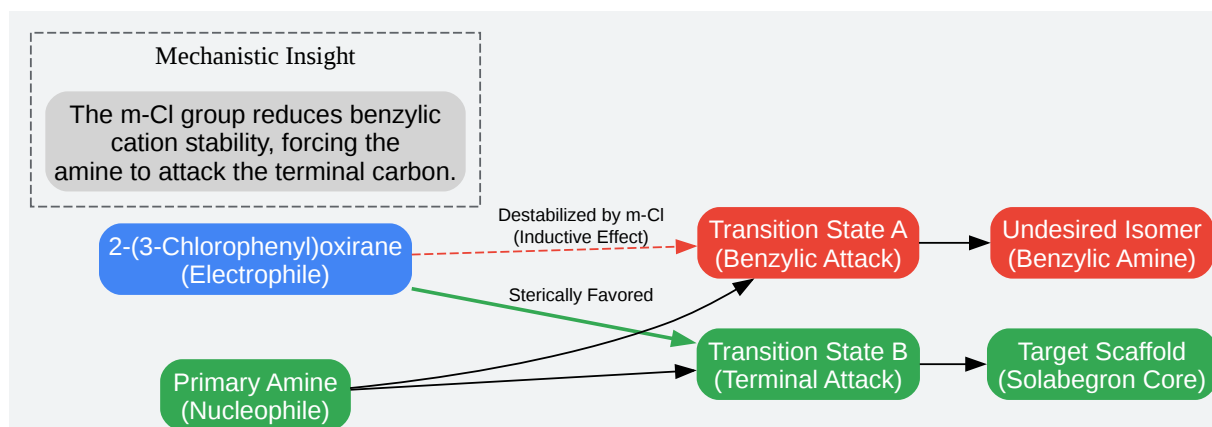 Mechanistic Insight
The m-Cl group reduces benzylic
cation stability, forcing the
amine to attack the terminal carbon.
2-(3-Chlorophenyl)oxirane
(Electrophile)
Destabilized by m-Cl
(Inductive Effect)
Transition State A
(Benzylic Attack)
Undesired Isomer
(Benzylic Amine)
Sterically Favored
Primary Amine
(Nucleophile)
Transition State B
(Terminal Attack)
Target Scaffold
(Solabegron Core)